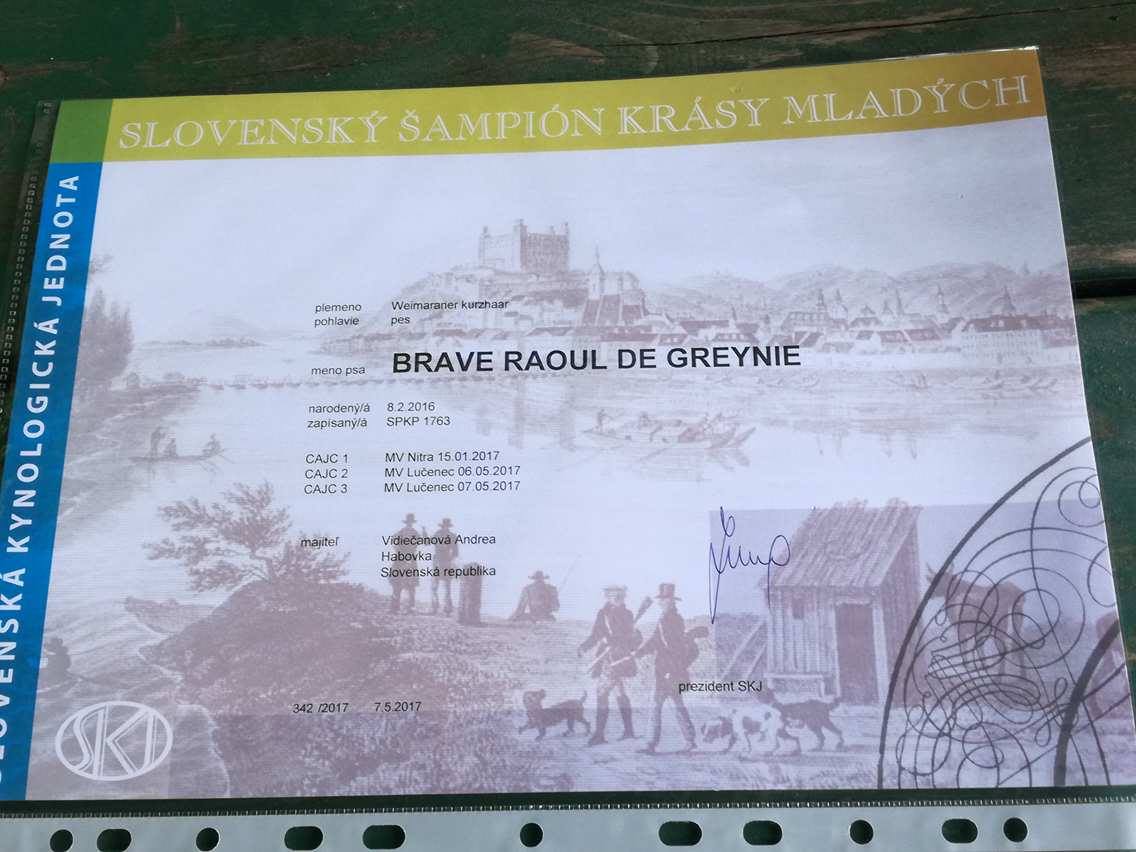 SLOVENSKÝ ŠAMPIÓN KRÁSY MLADÝCH
SLOVENSKÁ KYNOLOGICKÁ JEDNOTA
plemeno Weimaraner kurzhaar
pohlavie pes
meno psa BRAVE RAOUL DE GREYNIE
narodený/á 8.2.2016
zapísaný/á SPKP 1763
CAJC 1 MV Nitra 15.01.2017
CAJC 2 MV Lučenec 06.05.2017
CAJC 3 MV Lučenec 07.05.2017
majiteľ Vidiečanová Andrea
Habovka
Slovenská republika
prezident SKJ
342 /2017 7.5.2017
SKJ